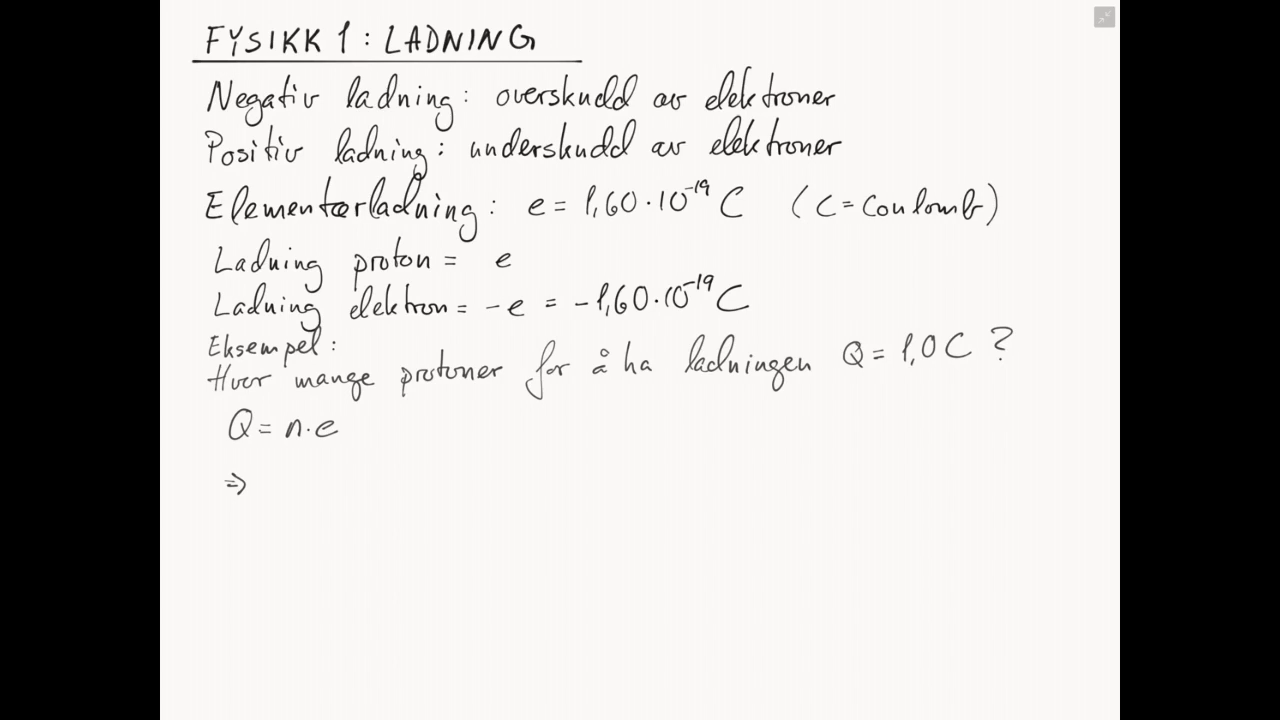 FYSIKK 1 : LADNING
Negativ ladning : overskudd av elektroner
Positiv ladning : underskudd av elektroner
Elementærladning : e = 1,60 · 10⁻¹⁹ C (C = Coulomb)
Ladning proton = e
Ladning elektron = -e = -1,60 · 10⁻¹⁹ C
Eksempel :
Hvor mange protoner for å ha ladningen Q = 1,0 C ?
Q = n · e
⇒